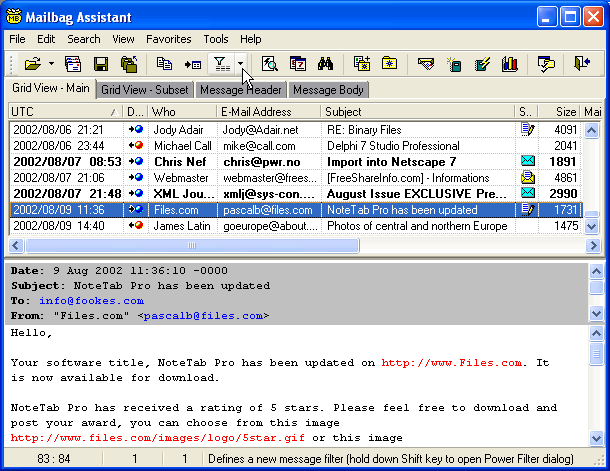 Mailbag Assistant
File Edit Search View Favorites Tools Help
Grid View - Main Grid View - Subset Message Header Message Body
UTC D... Who E-Mail Address Subject S.. Size Mai
2002/08/06 21:21 Jody Adair Jody@Adair.net RE: Binary Files 4091
2002/08/06 23:44 Michael Call mike@call.com Delphi 7 Studio Professional 2041
2002/08/07 08:53 Chris Nef chris@pwr.no Import into Netscape 7 1891
2002/08/07 21:06 Webmaster webmaster@frees... [FreeShareInfo.com] - Informations 4861
2002/08/07 21:48 XML Jou... xmlj@sys-con.... August Issue EXCLUSIVE Pre... 2990
2002/08/09 11:36 Files.com pascalb@files.com NoteTab Pro has been updated 1731
2002/08/09 14:40 James Latin goeurope@about.... Photos of central and northern Europe 1475
Date: 9 Aug 2002 11:36:10 -0000
Subject: NoteTab Pro has been updated
To: info@fookes.com
From: "Files.com" <pascalb@files.com>
Hello,
Your software title, NoteTab Pro has been updated on http://www.Files.com. It
is now available for download.
NoteTab Pro has received a rating of 5 stars. Please feel free to download and
post your award, you can choose from this image
http://www.files.com/images/logo/5star.gif or this image
83 : 84 1 1 Defines a new message filter (hold down Shift key to open Power Filter dialog)